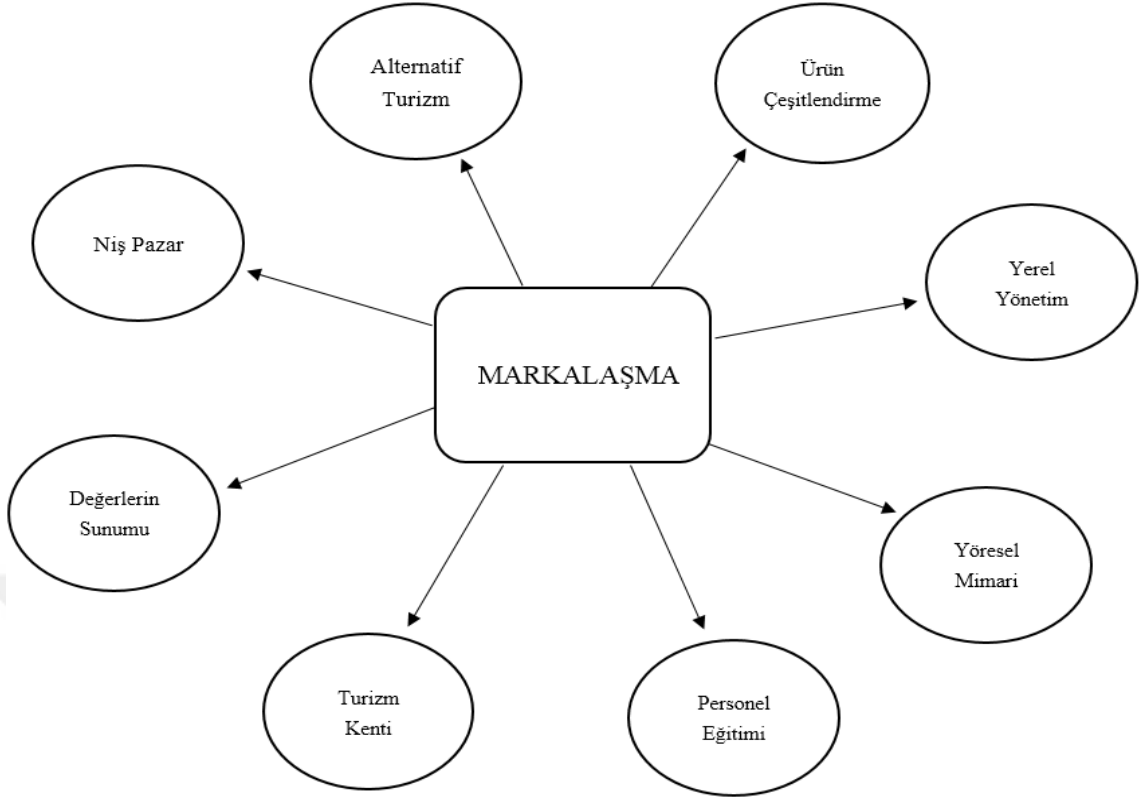 Alternatif
Turizm
Ürün
Çeşitlendirme
Niş Pazar
Yerel
Yönetim
MARKALAŞMA
Değerlerin
Sunumu
Yöresel
Mimari
Turizm
Kenti
Personel
Eğitimi